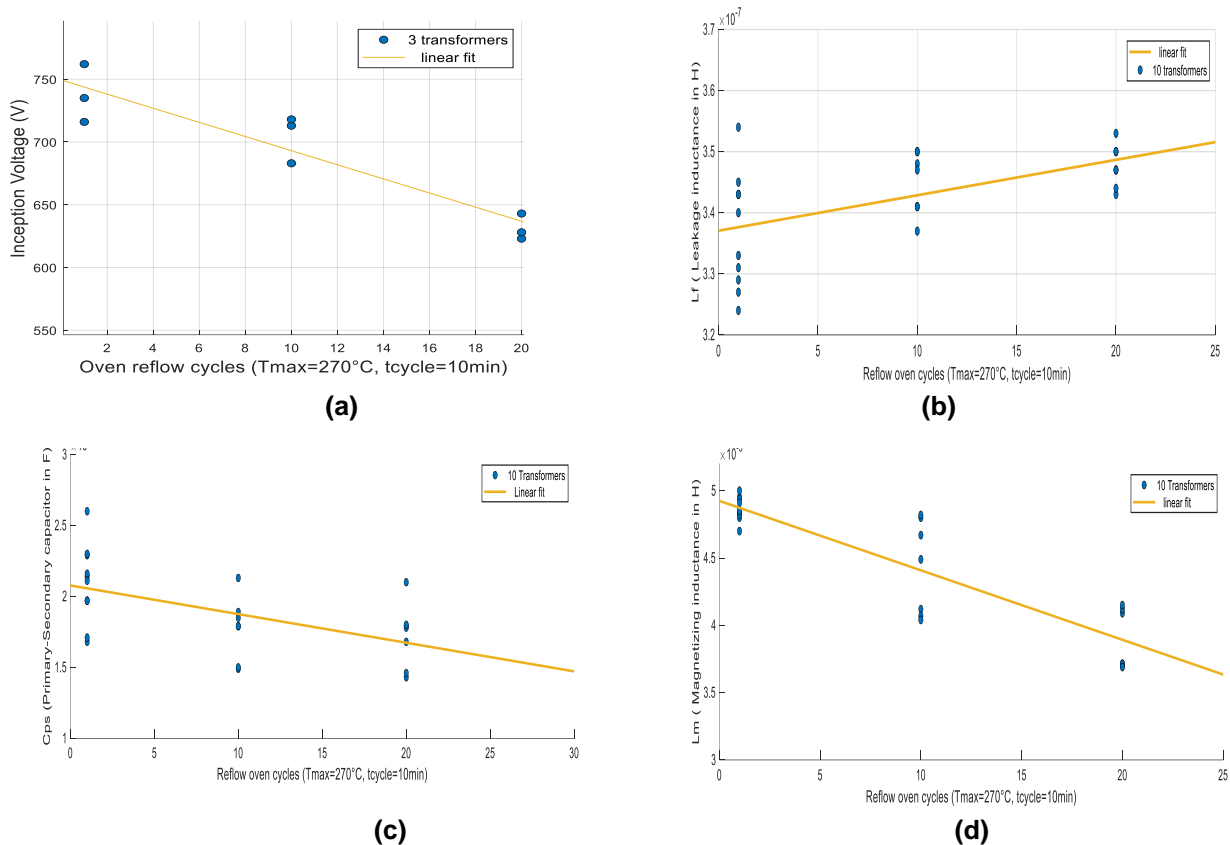 3 transformers
linear fit
Inception Voltage (V)
750
700
650
600
550
2 4 6 8 10 12 14 16 18 20
Oven reflow cycles (Tmax=270°C, tcycle=10min)
(a)
×10⁻⁷
3.7
3.6
3.5
3.4
3.3
3.2
linear fit
10 transformers
Lf ( Leakage inductance in H)
0 5 10 15 20 25
Reflow oven cycles (Tmax=270°C, tcycle=10min)
(b)
3
2.5
2
1.5
1
10 Transformers
Linear fit
Cps (Primary-Secondary capacitor in F)
0 5 10 15 20 25 30
Reflow oven cycles (Tmax=270°C, tcycle=10min)
(c)
5
4.5
4
3.5
3
10 Transformers
linear fit
Lm ( Magnetizing inductance in H)
0 5 10 15 20 25
Reflow oven cycles (Tmax=270°C, tcycle=10min)
(d)